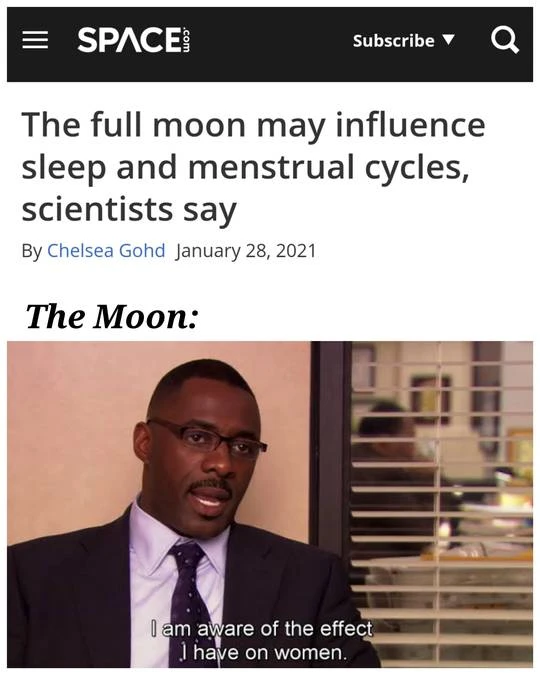 SPACE.com
Subscribe ▼
The full moon may influence
sleep and menstrual cycles,
scientists say
By Chelsea Gohd January 28, 2021
The Moon:
I am aware of the effect
I have on women.